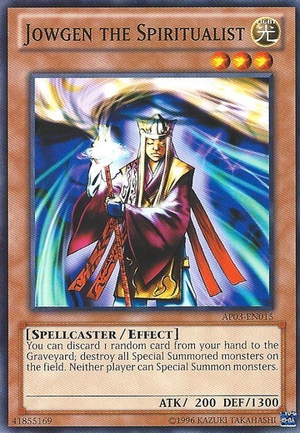 JOWGEN THE SPIRITUALIST
LIGHT
光
AP03-EN015
[SPELLCASTER / EFFECT]
You can discard 1 random card from your hand to
the Graveyard; destroy all Special Summoned monsters on
the field. Neither player can Special Summon monsters.
ATK/ 200 DEF/1300
41855169
©1996 KAZUKI TAKAHASHI